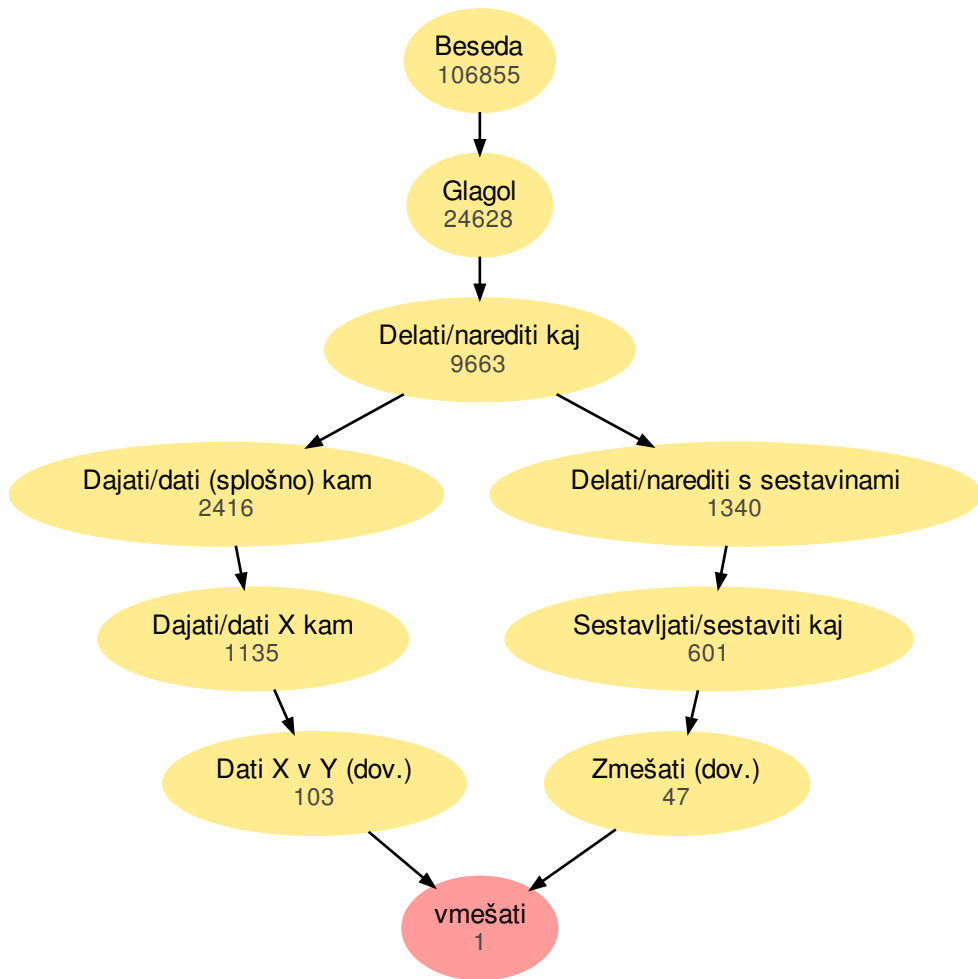 Beseda
106855
Glagol
24628
Delati/narediti kaj
9663
Dajati/dati (splošno) kam
2416
Delati/narediti s sestavinami
1340
Dajati/dati X kam
1135
Sestavljati/sestaviti kaj
601
Dati X v Y (dov.)
103
Zmešati (dov.)
47
vmešati
1